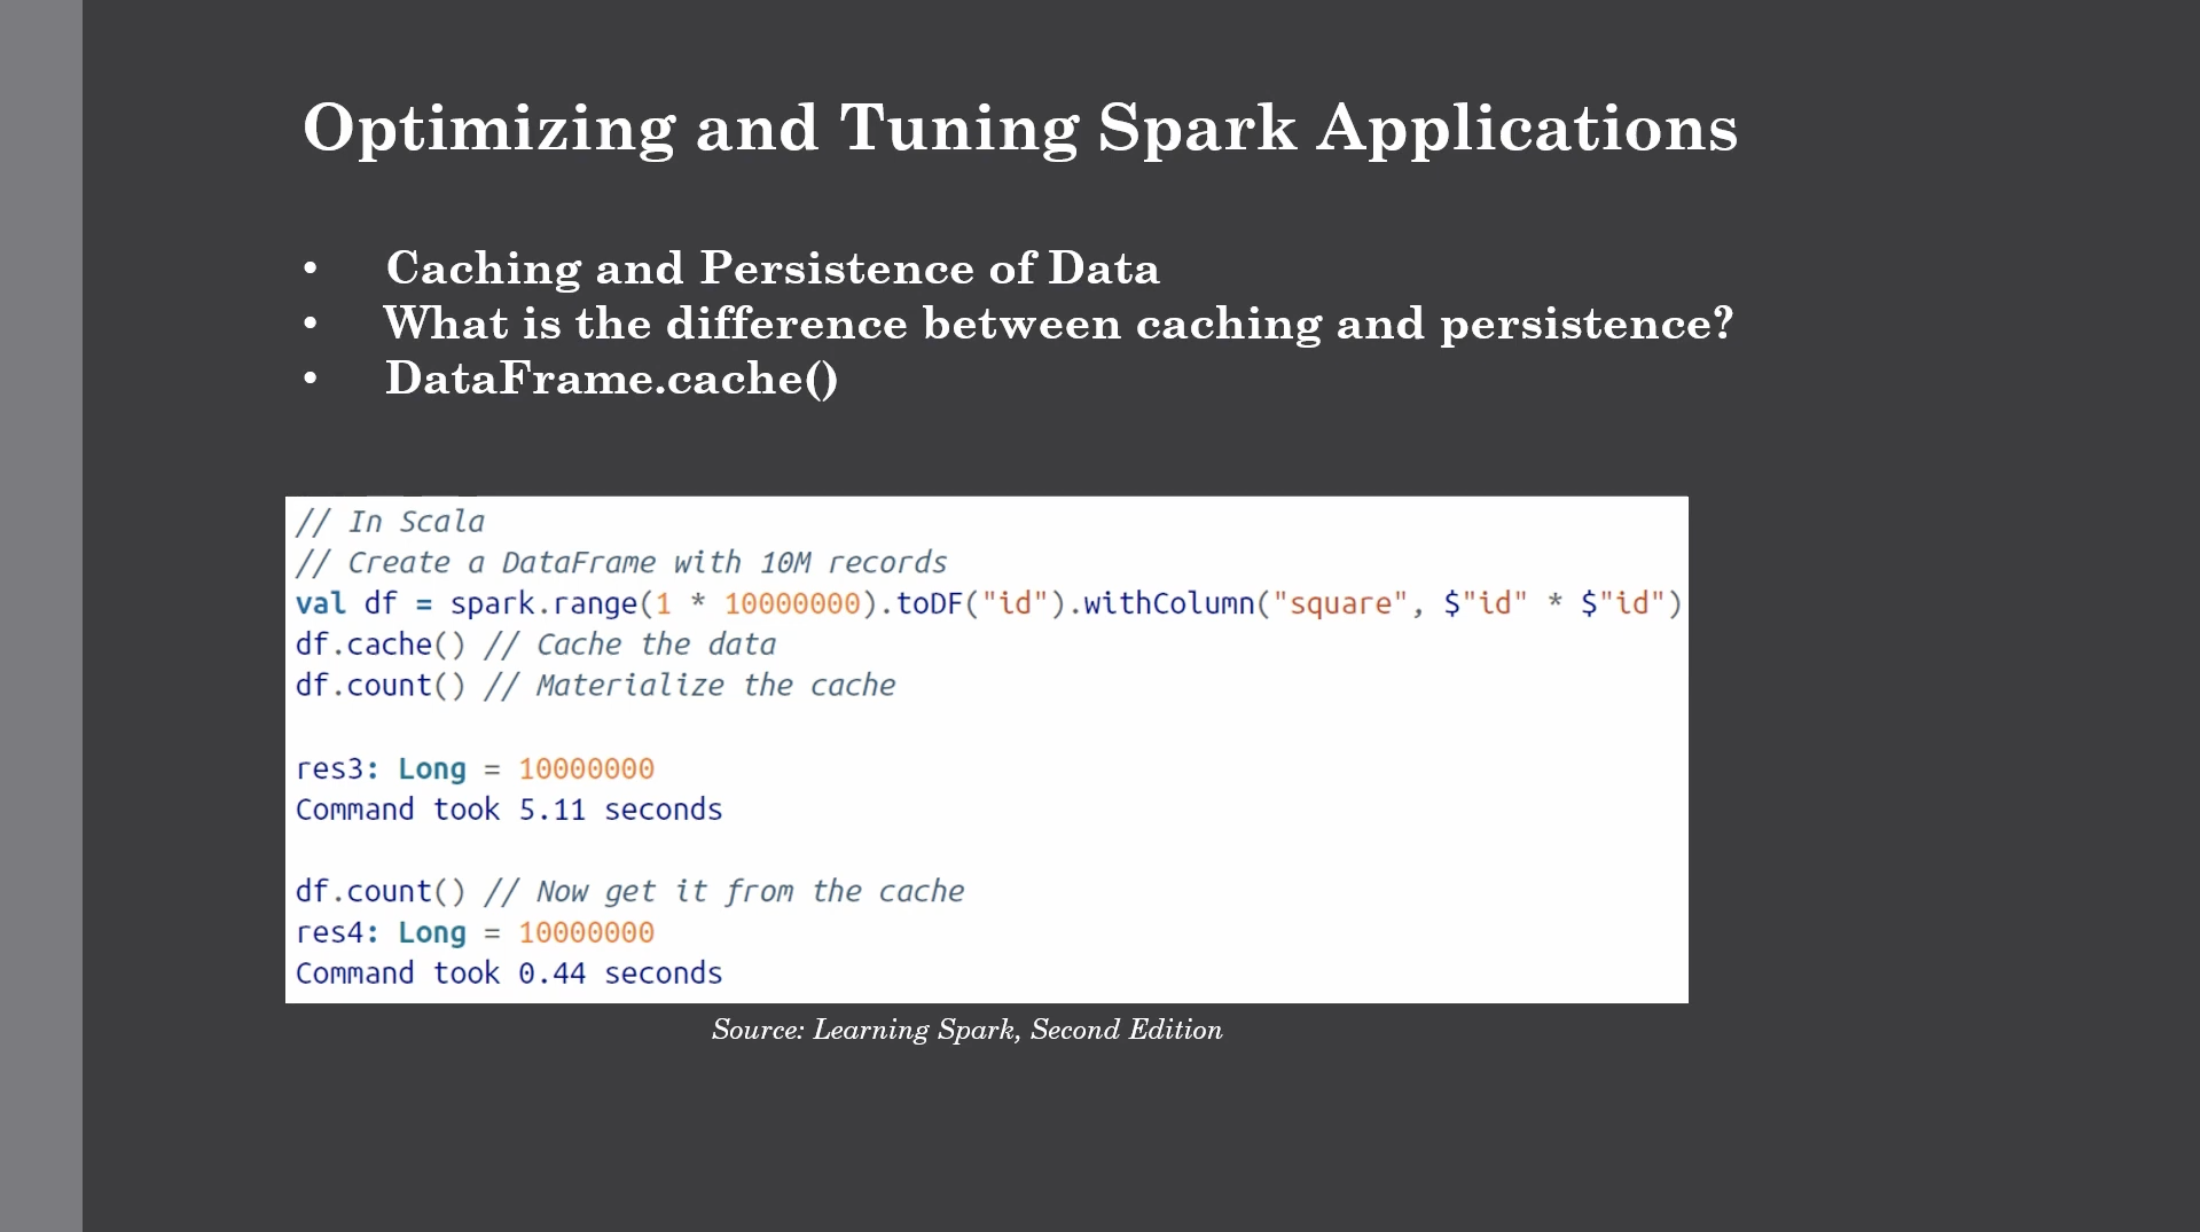 Optimizing and Tuning Spark Applications
• Caching and Persistence of Data
• What is the difference between caching and persistence?
• DataFrame.cache()
// In Scala
// Create a DataFrame with 10M records
val df = spark.range(1 * 10000000).toDF("id").withColumn("square", $"id" * $"id")
df.cache() // Cache the data
df.count() // Materialize the cache
res3: Long = 10000000
Command took 5.11 seconds
df.count() // Now get it from the cache
res4: Long = 10000000
Command took 0.44 seconds
Source: Learning Spark, Second Edition